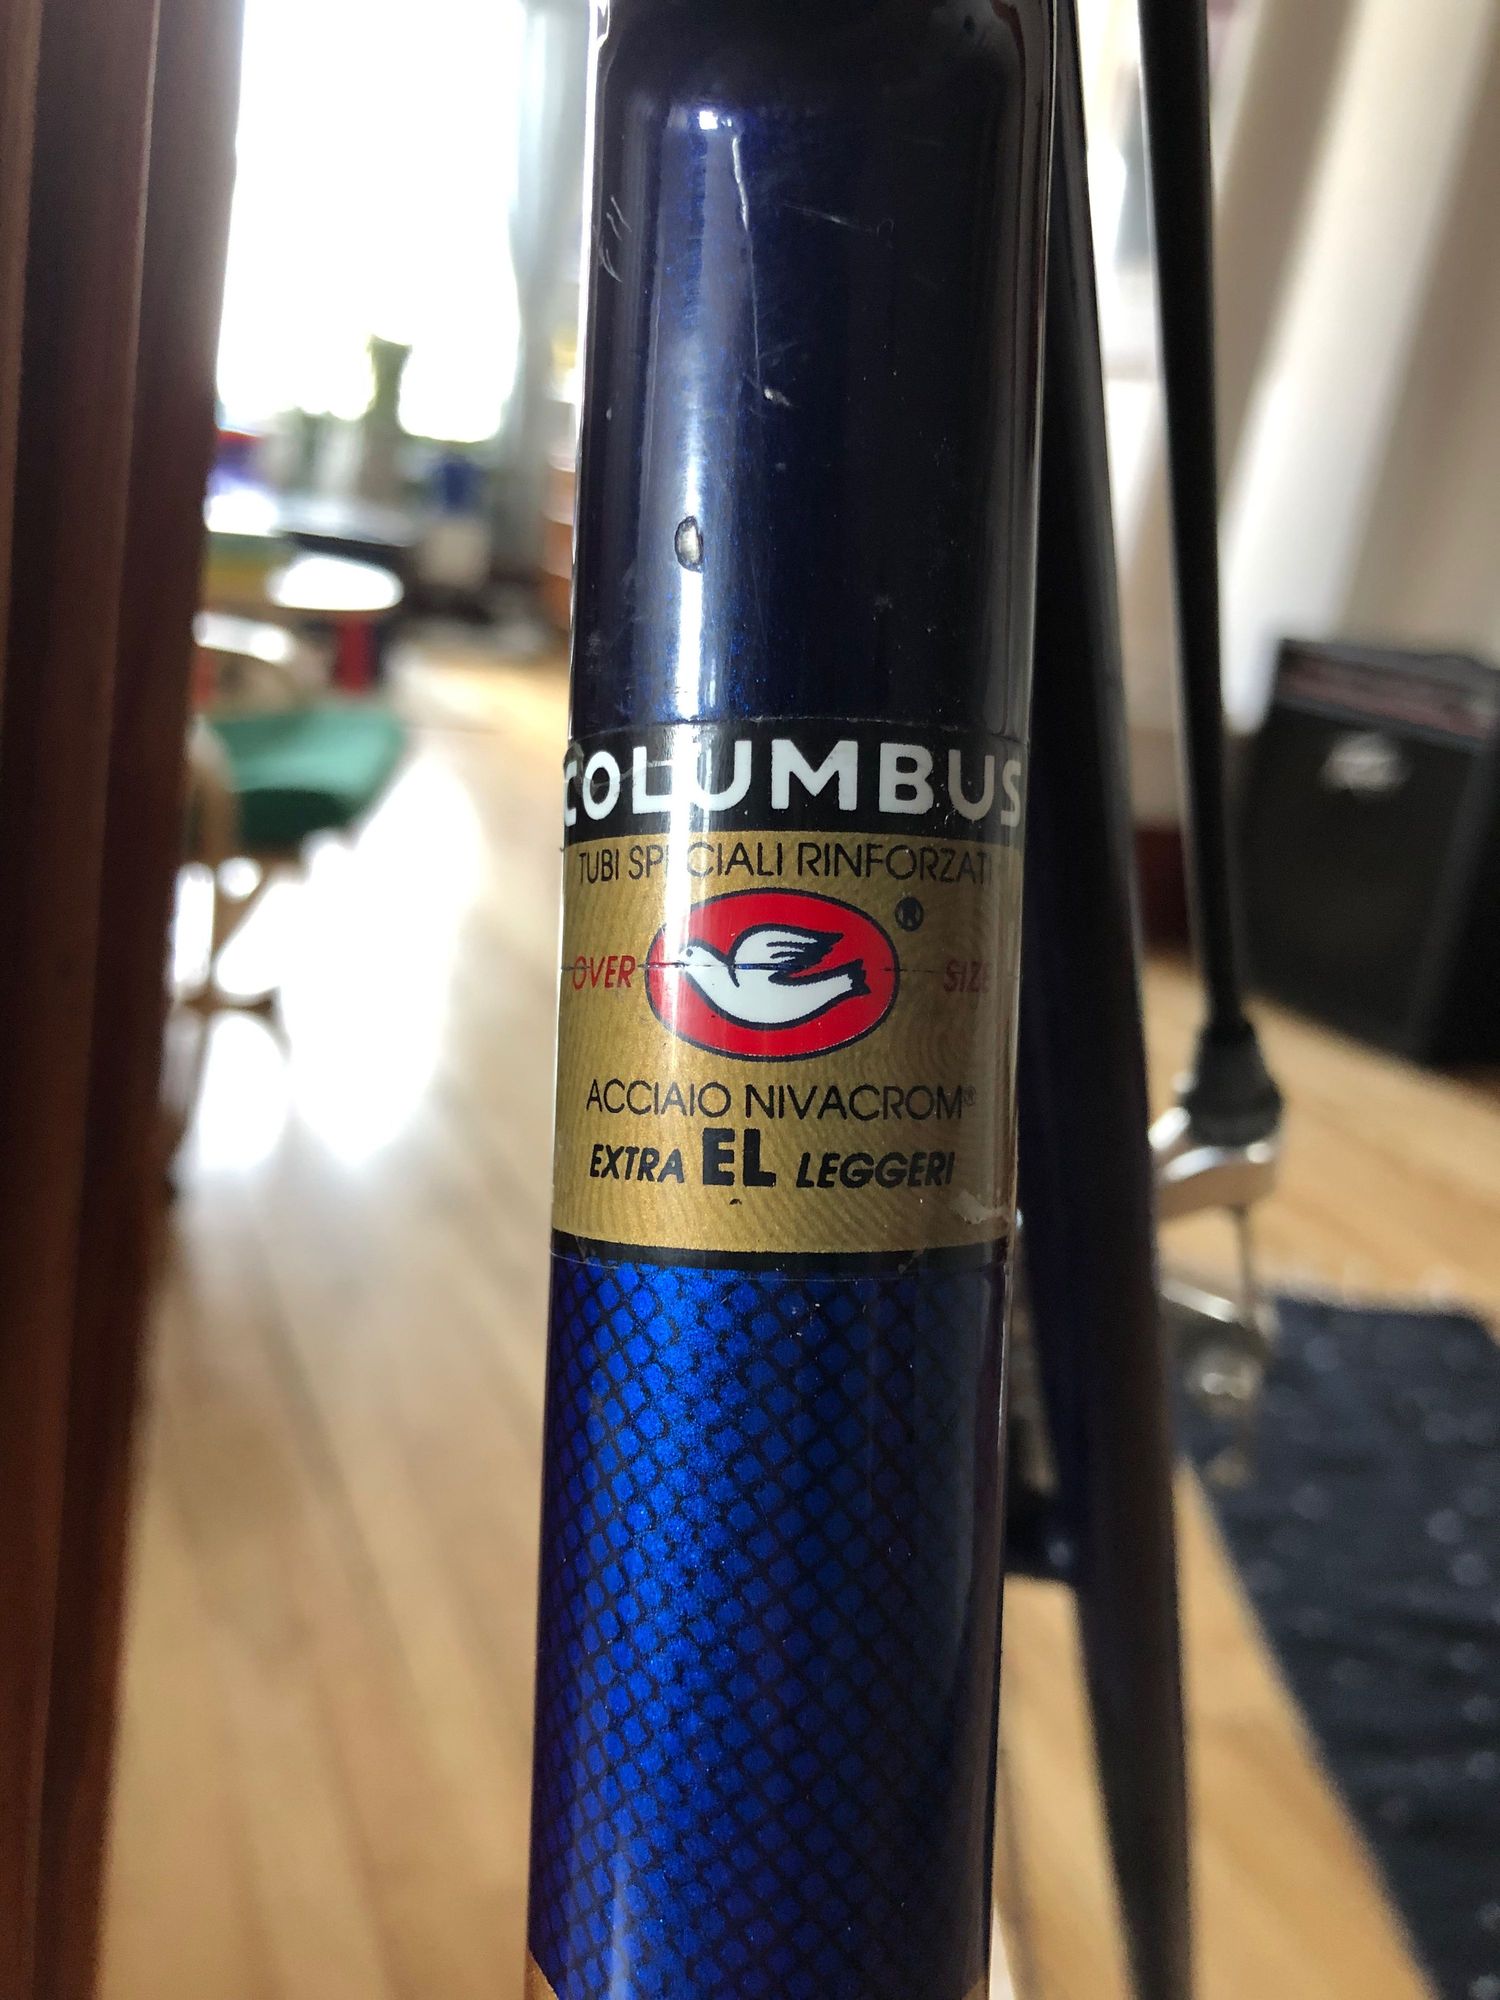 COLUMBUS
TUBI SPECIALI RINFORZATI
®
OVER SIZE
ACCIAIO NIVACROM®
EXTRA EL LEGGERI